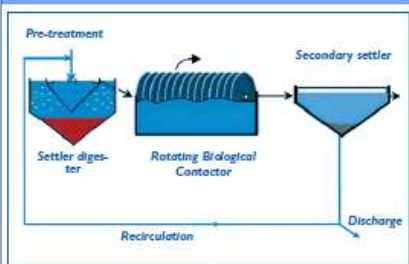 Pre-treatment
Secondary settler
Settler diges-
ter
Rotating Biological
Contactor
Discharge
Recirculation